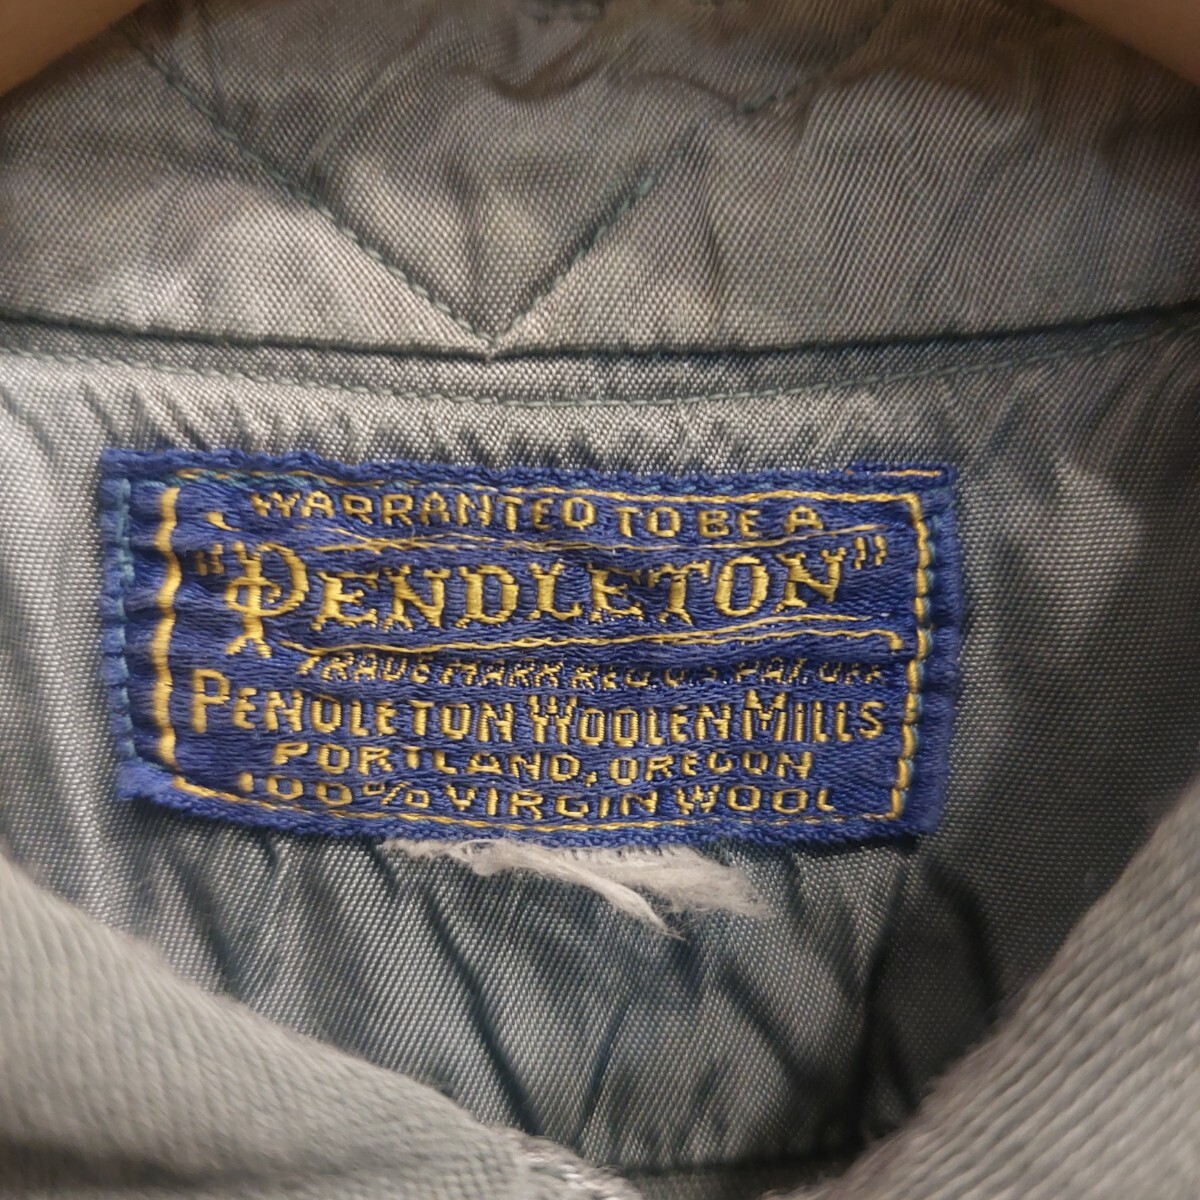 WARRANTED TO BE A
"PENDLETON"
TRADE MARK REG. U.S. PAT. OFF.
PENDLETON WOOLEN MILLS
PORTLAND, OREGON
100% VIRGIN WOOL